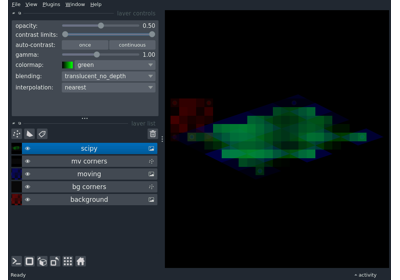 File View Plugins Window Help
layer controls
opacity: 0.50
contrast limits:
auto-contrast: once continuous
gamma: 1.00
colormap: green
blending: translucent_no_depth
interpolation: nearest
layer list
scipy
mv corners
moving
bg corners
background
Ready activity